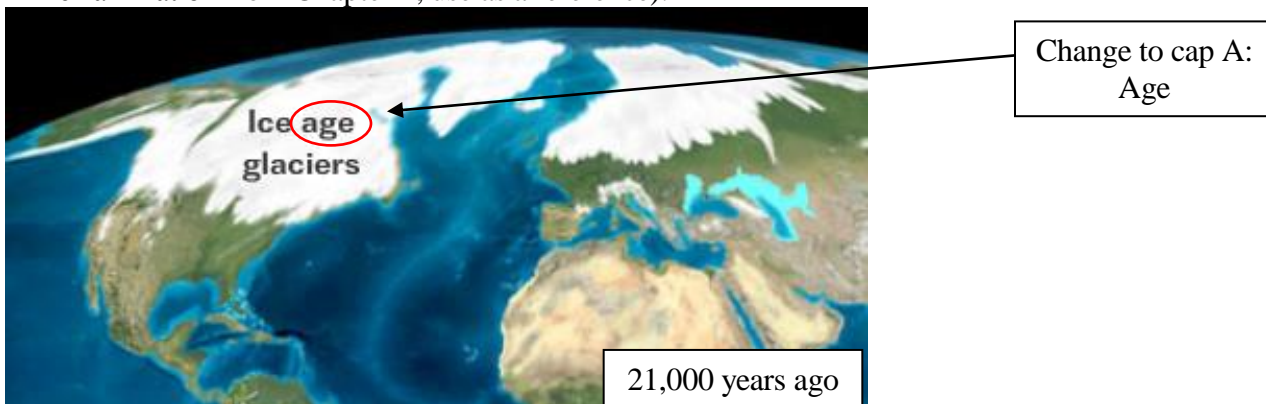 Change to cap A:
Age
Ice age
glaciers
21,000 years ago